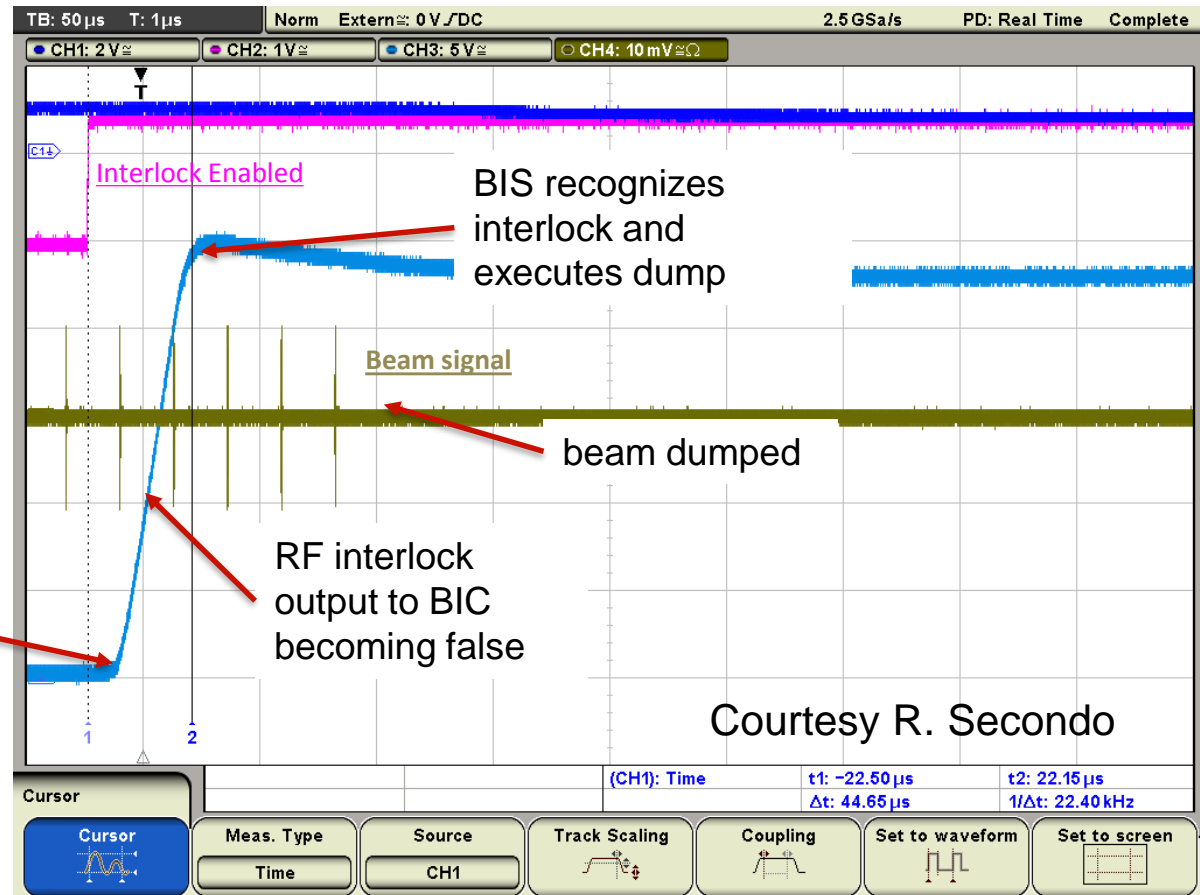 TB: 50 µs T: 1 µs Norm Extern≅: 0 V ⎍DC 2.5 GSa/s PD: Real Time Complete
CH1: 2 V≅ CH2: 1 V≅ CH3: 5 V≅ CH4: 10 mV≅Ω
T
C1
Interlock Enabled
BIS recognizes
interlock and
executes dump
Beam signal
beam dumped
RF interlock
output to BIC
becoming false
Courtesy R. Secondo
1 2
(CH1): Time t1: −22.50 µs t2: 22.15 µs
Δt: 44.65 µs 1/Δt: 22.40 kHz
Cursor
Cursor Meas. Type Source Track Scaling Coupling Set to waveform Set to screen
Time CH1